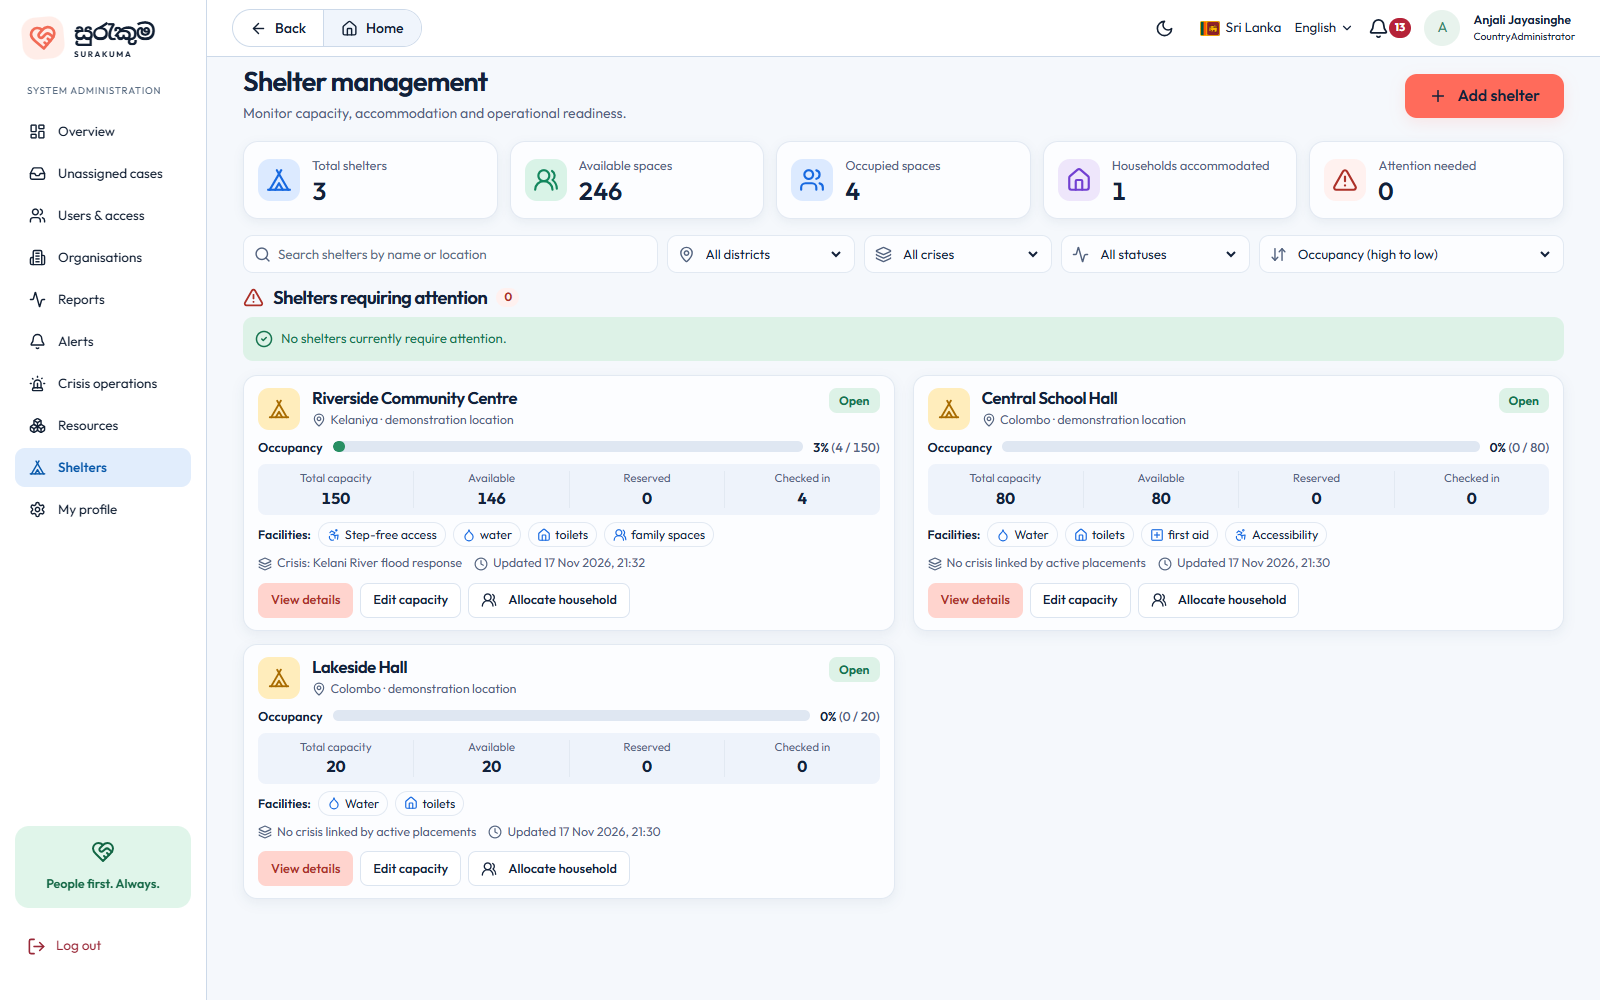 සුරැකුම
SURAKUMA
Back
Home
Sri Lanka
English
13
A
Anjali Jayasinghe
CountryAdministrator
SYSTEM ADMINISTRATION
Overview
Unassigned cases
Users & access
Organisations
Reports
Alerts
Crisis operations
Resources
Shelters
My profile
People first. Always.
Log out
Shelter management
Monitor capacity, accommodation and operational readiness.
Add shelter
Total shelters
3
Available spaces
246
Occupied spaces
4
Households accommodated
1
Attention needed
0
Search shelters by name or location
All districts
All crises
All statuses
Occupancy (high to low)
Shelters requiring attention 0
No shelters currently require attention.
Riverside Community Centre
Open
Kelaniya · demonstration location
Occupancy 3% (4 / 150)
Total capacity Available Reserved Checked in
150 146 0 4
Facilities: Step-free access water toilets family spaces
Crisis: Kelani River flood response Updated 17 Nov 2026, 21:32
View details Edit capacity Allocate household
Central School Hall
Open
Colombo · demonstration location
Occupancy 0% (0 / 80)
Total capacity Available Reserved Checked in
80 80 0 0
Facilities: Water toilets first aid Accessibility
No crisis linked by active placements Updated 17 Nov 2026, 21:30
View details Edit capacity Allocate household
Lakeside Hall
Open
Colombo · demonstration location
Occupancy 0% (0 / 20)
Total capacity Available Reserved Checked in
20 20 0 0
Facilities: Water toilets
No crisis linked by active placements Updated 17 Nov 2026, 21:30
View details Edit capacity Allocate household